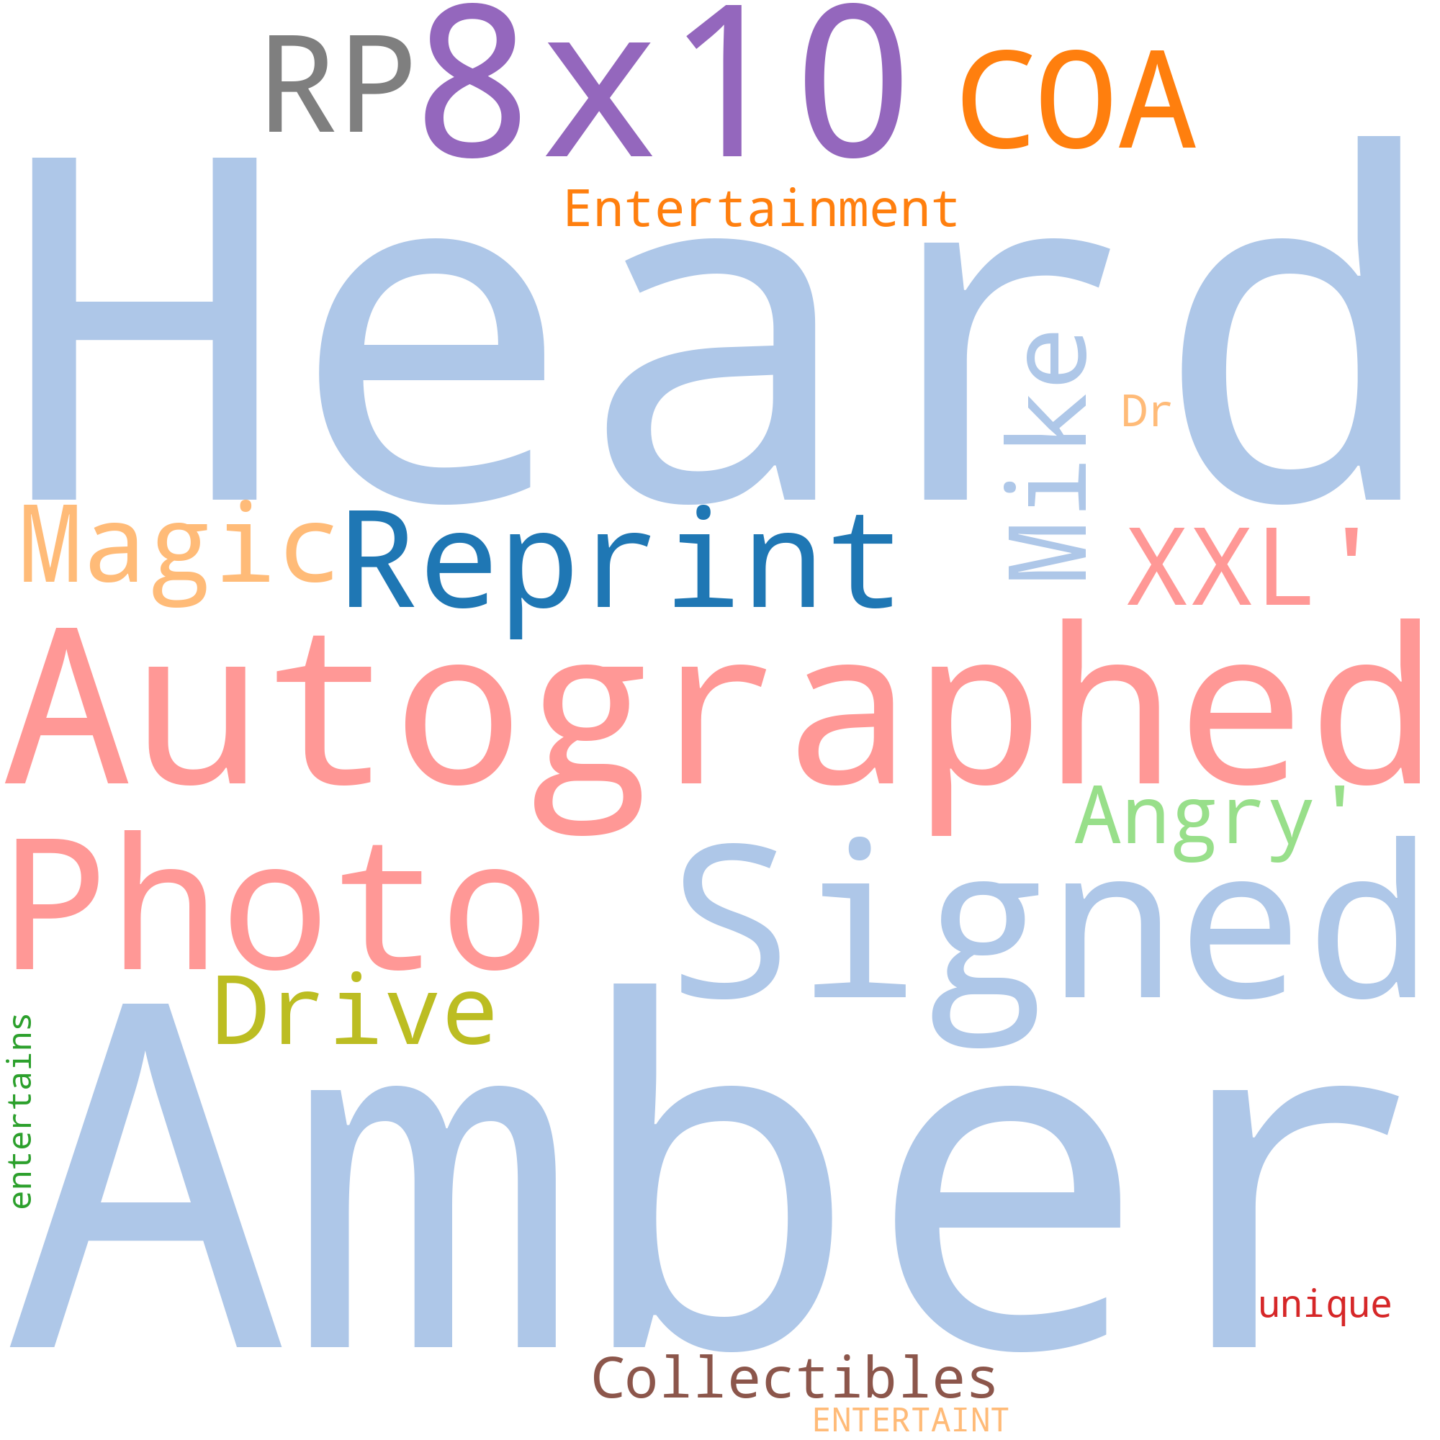 RP 8x10 COA
Entertainment
Heard
Mike
Dr
Magic Reprint XXL'
Autographed
Angry'
Photo Signed
Drive
entertains
Amber
unique
Collectibles
ENTERTAINT